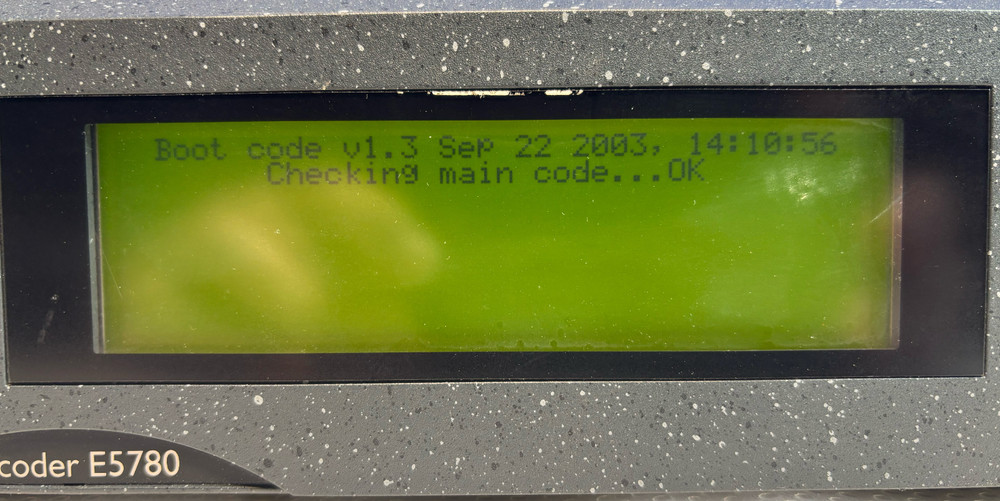 Boot code v1.3 Sep 22 2003, 14:10:56
Checking main code...OK
coder E5780